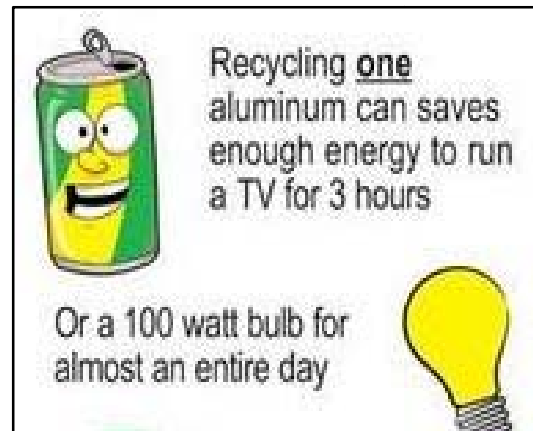 Recycling one
aluminum can saves
enough energy to run
a TV for 3 hours
Or a 100 watt bulb for
almost an entire day